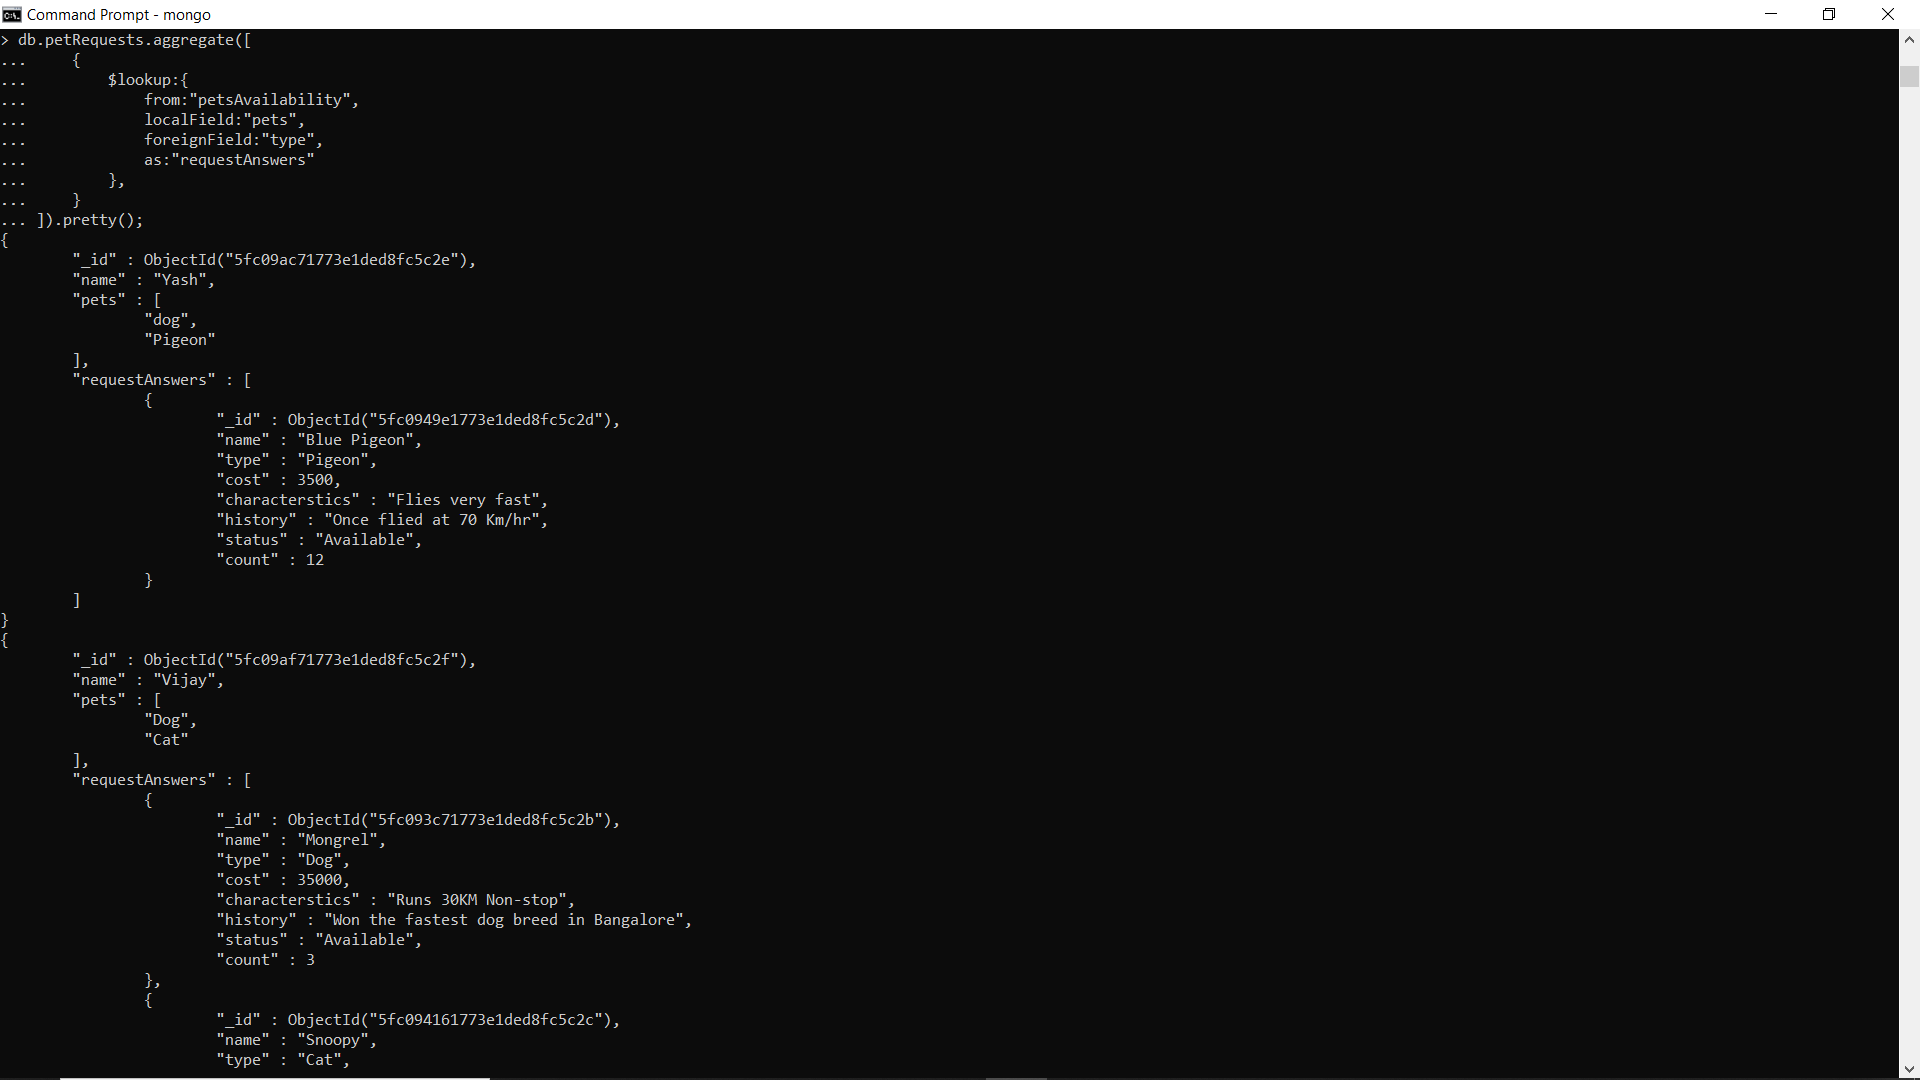 Command Prompt - mongo
> db.petRequests.aggregate([
...     {
...         $lookup:{
...             from:"petsAvailability",
...             localField:"pets",
...             foreignField:"type",
...             as:"requestAnswers"
...         },
...     }
... ]).pretty();
{
        "_id" : ObjectId("5fc09ac71773e1ded8fc5c2e"),
        "name" : "Yash",
        "pets" : [
                "dog",
                "Pigeon"
        ],
        "requestAnswers" : [
                {
                        "_id" : ObjectId("5fc0949e1773e1ded8fc5c2d"),
                        "name" : "Blue Pigeon",
                        "type" : "Pigeon",
                        "cost" : 3500,
                        "characterstics" : "Flies very fast",
                        "history" : "Once flied at 70 Km/hr",
                        "status" : "Available",
                        "count" : 12
                }
        ]
}
{
        "_id" : ObjectId("5fc09af71773e1ded8fc5c2f"),
        "name" : "Vijay",
        "pets" : [
                "Dog",
                "Cat"
        ],
        "requestAnswers" : [
                {
                        "_id" : ObjectId("5fc093c71773e1ded8fc5c2b"),
                        "name" : "Mongrel",
                        "type" : "Dog",
                        "cost" : 35000,
                        "characterstics" : "Runs 30KM Non-stop",
                        "history" : "Won the fastest dog breed in Bangalore",
                        "status" : "Available",
                        "count" : 3
                },
                {
                        "_id" : ObjectId("5fc094161773e1ded8fc5c2c"),
                        "name" : "Snoopy",
                        "type" : "Cat",